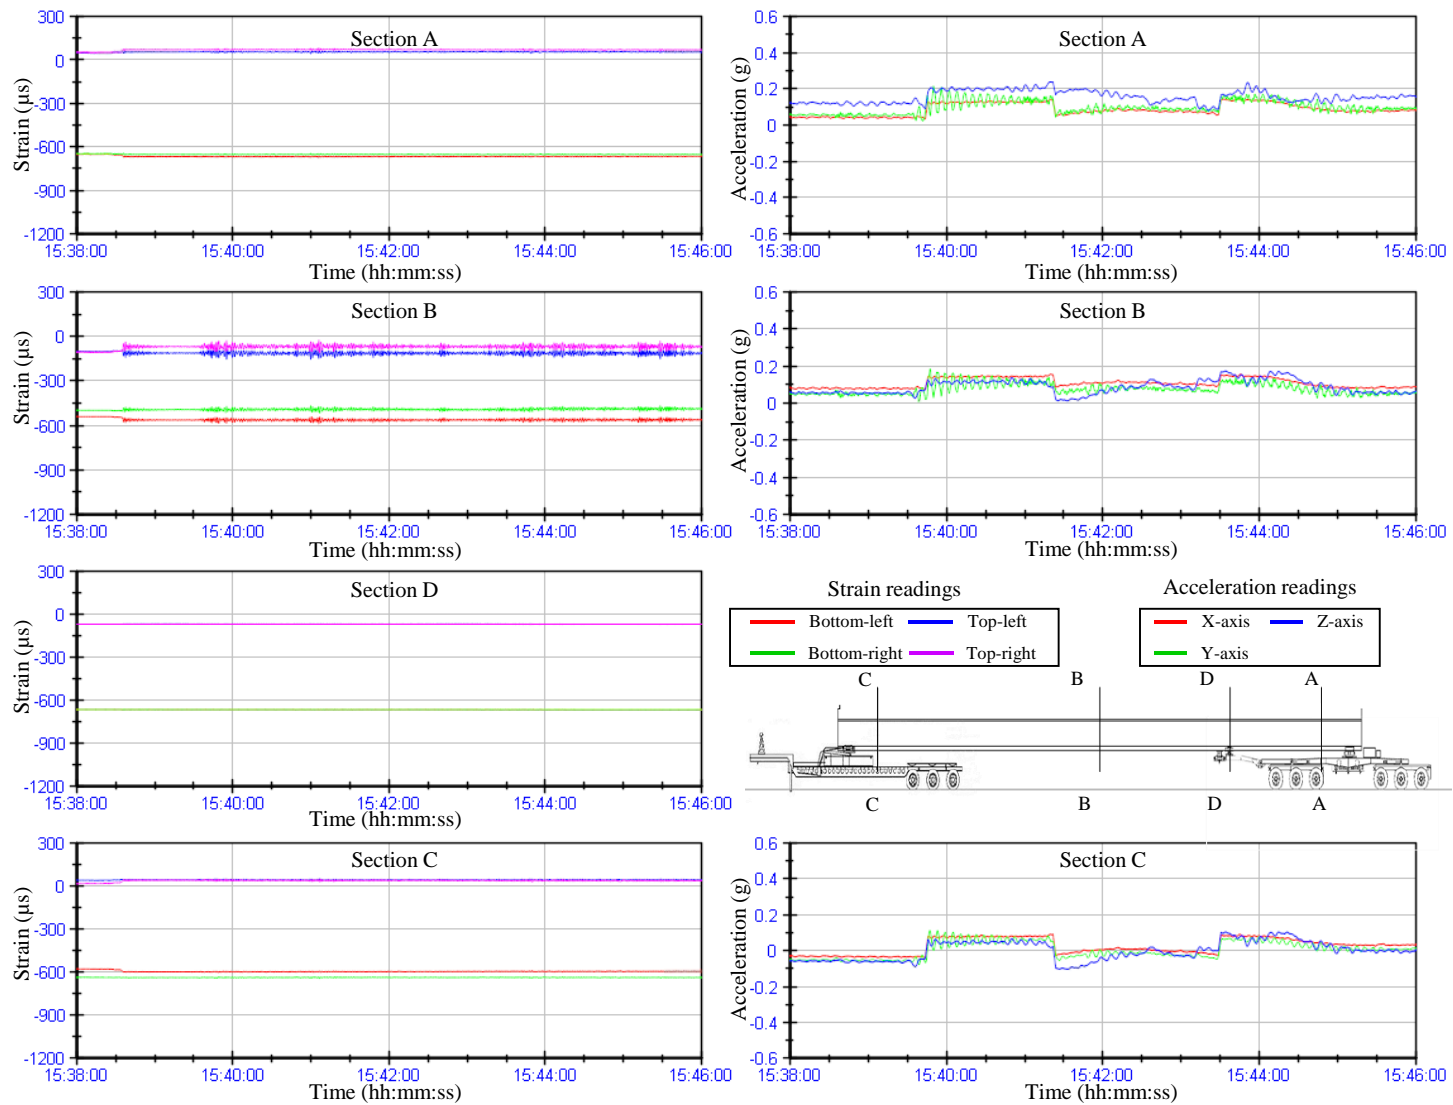 Section A
Strain (µs)
300
0
-300
-600
-900
-1200
15:38:00 15:40:00 15:42:00 15:44:00 15:46:00
Time (hh:mm:ss)
Section A
Acceleration (g)
0.6
0.4
0.2
0
-0.2
-0.4
-0.6
15:38:00 15:40:00 15:42:00 15:44:00 15:46:00
Time (hh:mm:ss)
Section B
Strain (µs)
300
0
-300
-600
-900
-1200
15:38:00 15:40:00 15:42:00 15:44:00 15:46:00
Time (hh:mm:ss)
Section B
Acceleration (g)
0.6
0.4
0.2
0
-0.2
-0.4
-0.6
15:38:00 15:40:00 15:42:00 15:44:00 15:46:00
Time (hh:mm:ss)
Section D
Strain (µs)
300
0
-300
-600
-900
-1200
15:38:00 15:40:00 15:42:00 15:44:00 15:46:00
Time (hh:mm:ss)
Strain readings
Bottom-left Top-left
Bottom-right Top-right
Acceleration readings
X-axis Z-axis
Y-axis
C B D A
C B D A
Section C
Strain (µs)
300
0
-300
-600
-900
-1200
15:38:00 15:40:00 15:42:00 15:44:00 15:46:00
Time (hh:mm:ss)
Section C
Acceleration (g)
0.6
0.4
0.2
0
-0.2
-0.4
-0.6
15:38:00 15:40:00 15:42:00 15:44:00 15:46:00
Time (hh:mm:ss)